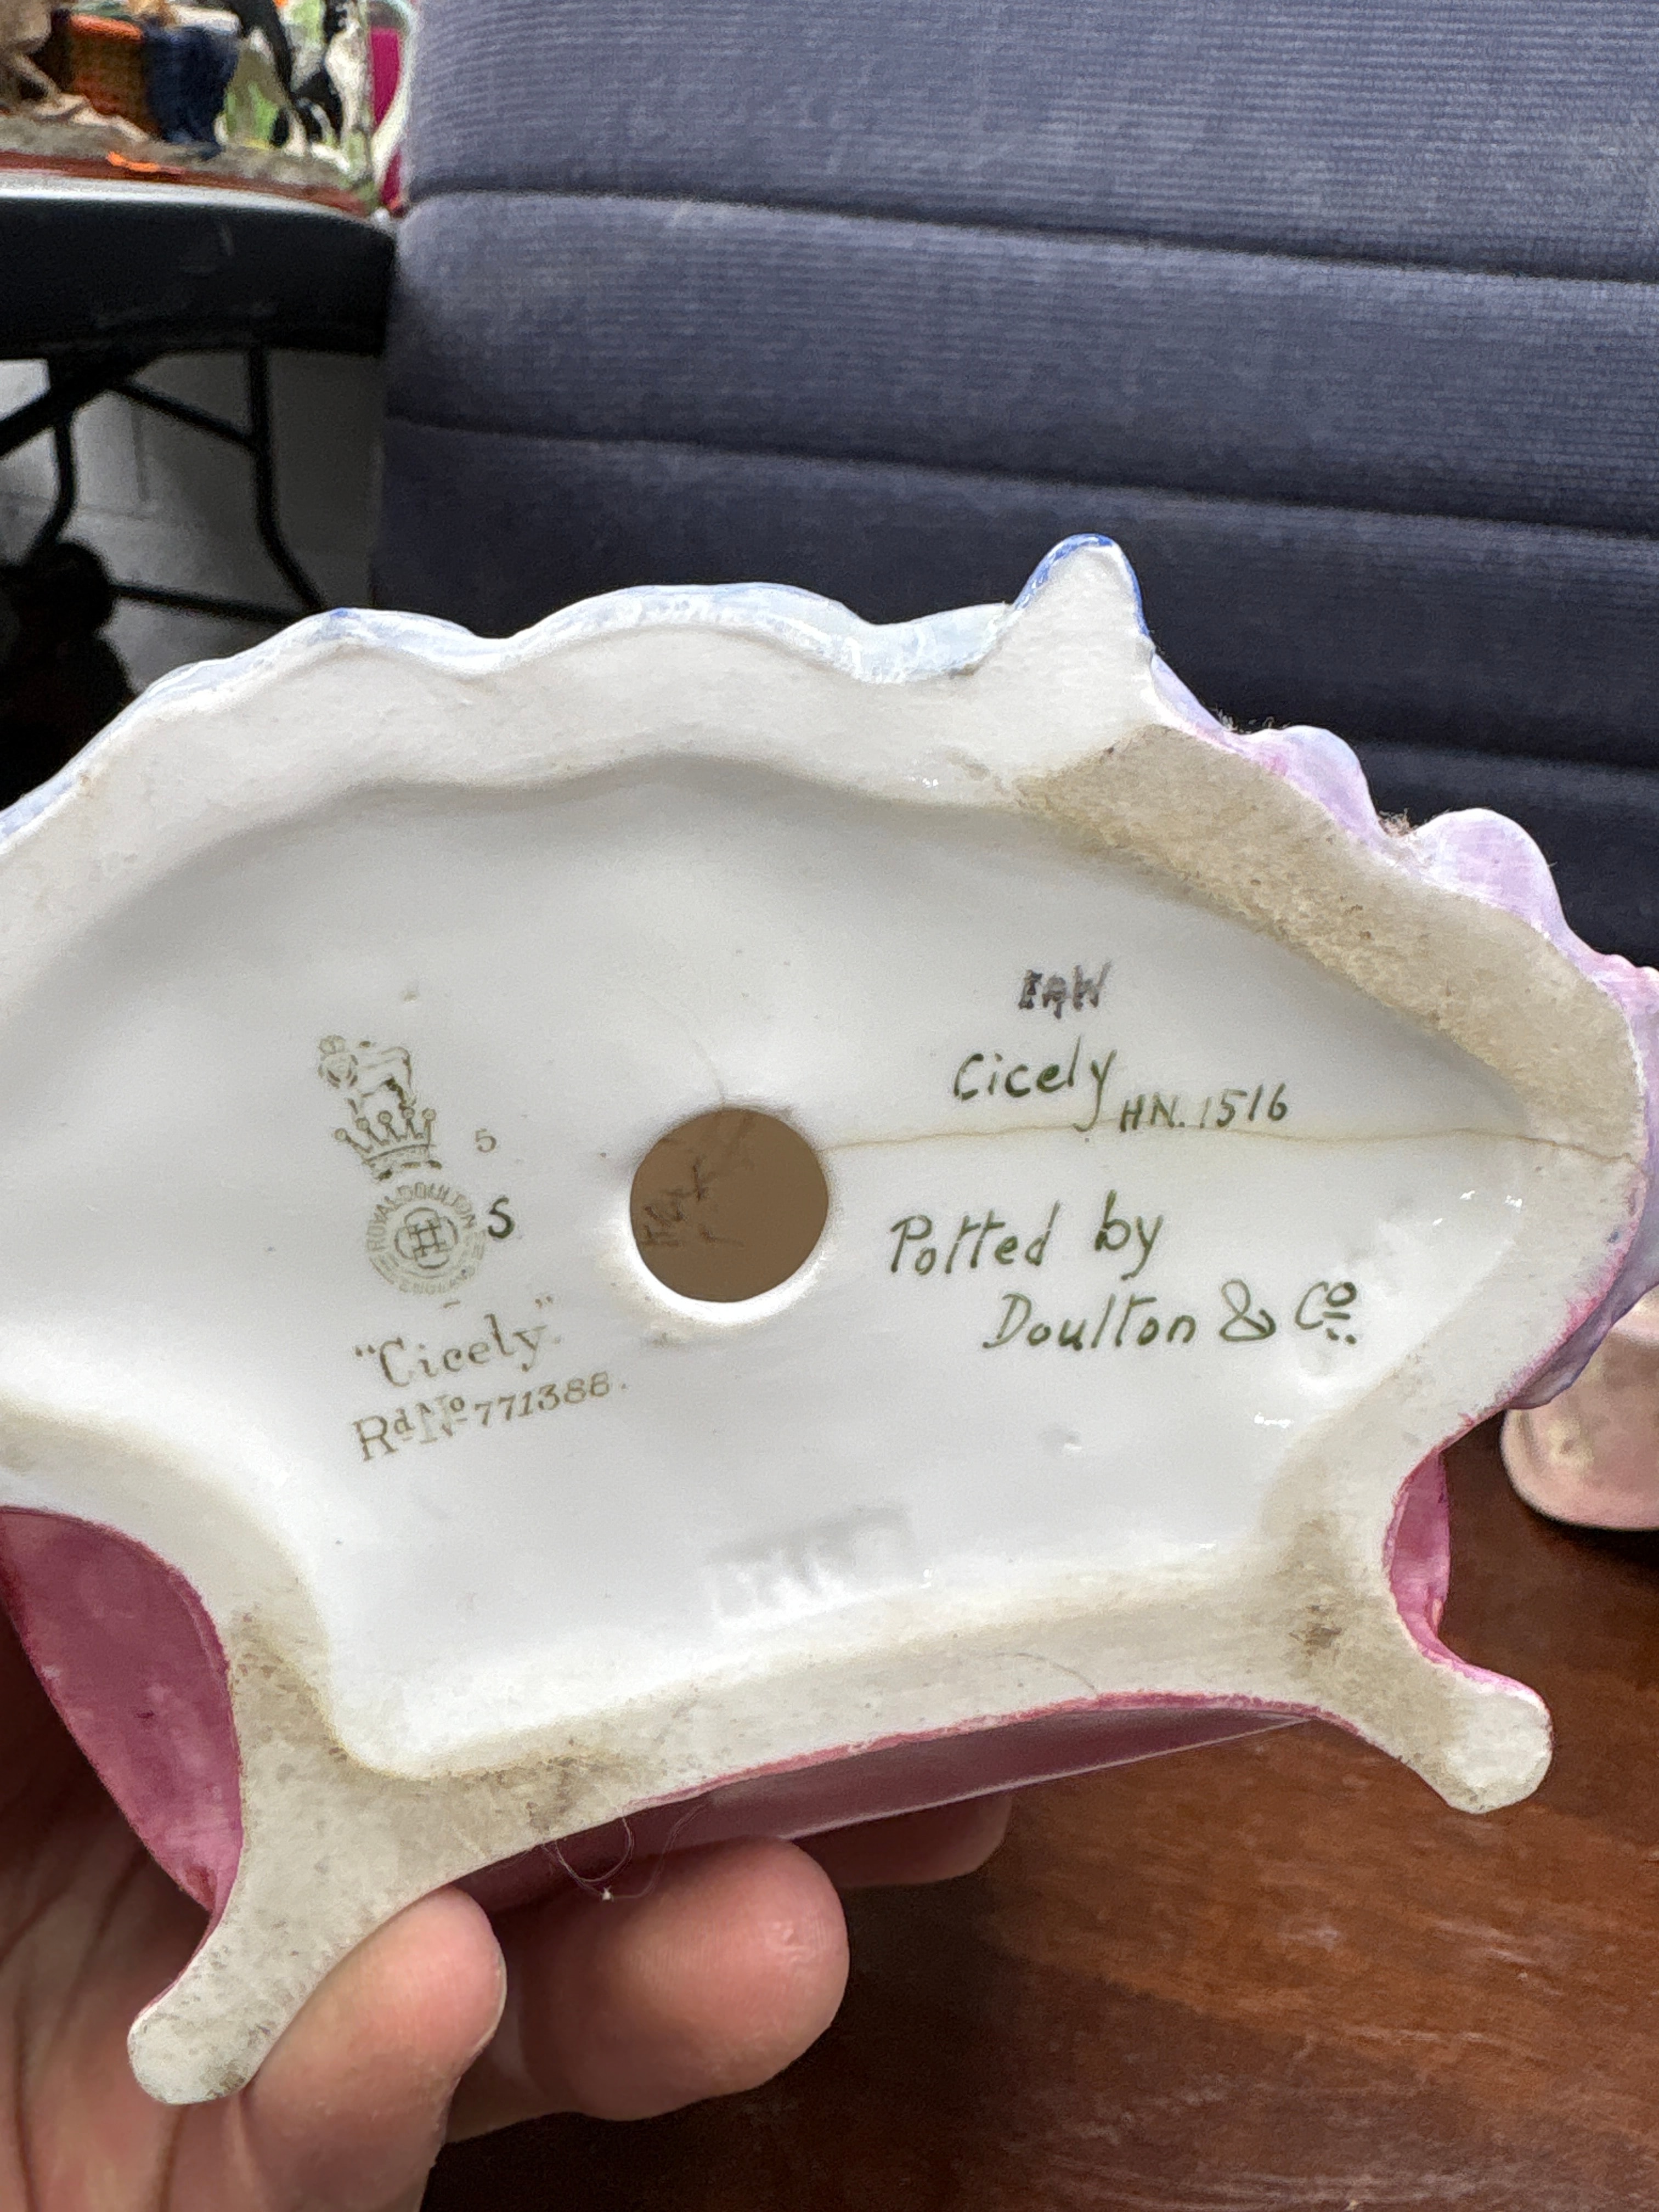 ROYAL DOULTON
ENGLAND
5
S
"Cicely".
Rd No 771388.
EAW
Cicely
HN. 1516
Potted by
Doulton & Co.